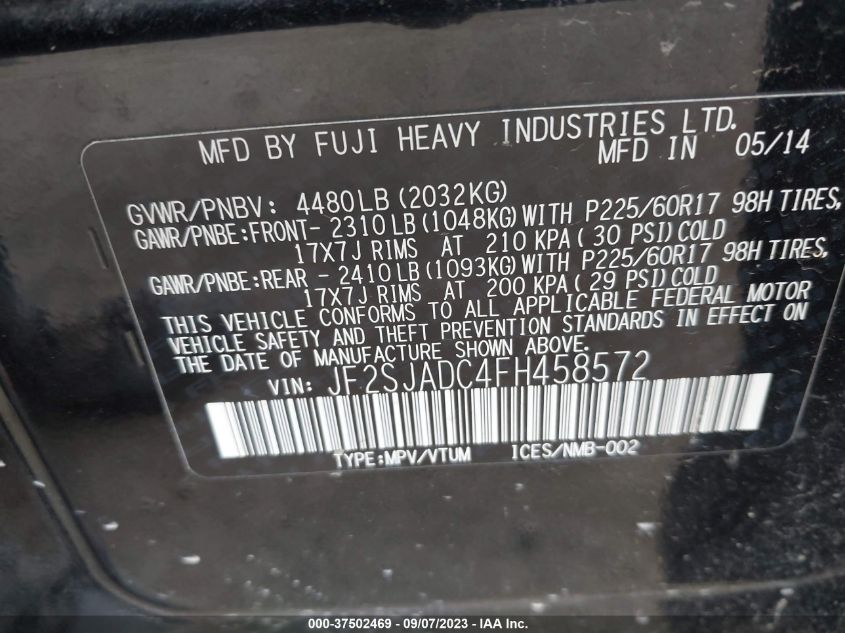 MFD BY FUJI HEAVY INDUSTRIES LTD.
MFD IN 05/14
GVWR/PNBV: 4480LB (2032KG)
GAWR/PNBE:FRONT- 2310LB (1048KG) WITH P225/60R17 98H TIRES,
17X7J RIMS AT 210 KPA ( 30 PSI) COLD
GAWR/PNBE:REAR - 2410LB (1093KG) WITH P225/60R17 98H TIRES,
17X7J RIMS AT 200 KPA ( 29 PSI) COLD
THIS VEHICLE CONFORMS TO ALL APPLICABLE FEDERAL MOTOR
VEHICLE SAFETY AND THEFT PREVENTION STANDARDS IN EFFECT ON
THE DATE OF MANUFACTURE SHOWN ABOVE.
VIN: JF2SJADC4FH458572
TYPE:MPV/VTUM ICES/NMB-002
000-37502469 - 09/07/2023 - IAA Inc.